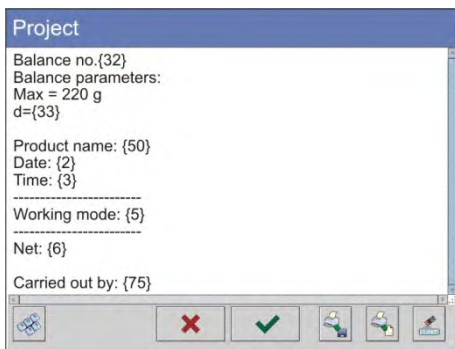 Project
Balance no.{32}
Balance parameters:
Max = 220 g
d={33}
Product name: {50}
Date: {2}
Time: {3}
-------------------------
Working mode: {5}
-------------------------
Net: {6}
Carried out by: {75}